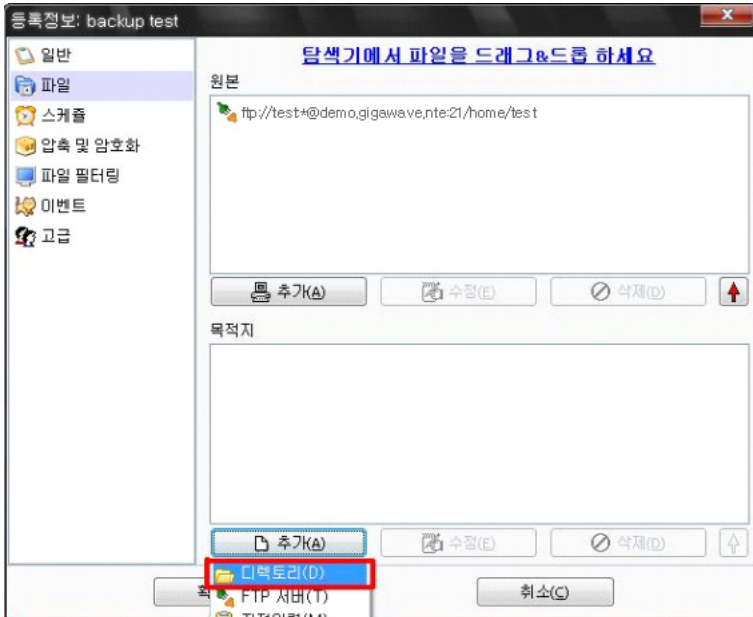 등록정보: backup test
일반
파일
스케쥴
압축 및 암호화
파일 필터링
이벤트
고급
탐색기에서 파일을 드래그&드롭 하세요
원본
ftp://test*@demo,gigawave,nte:21/home/test
추가(A)
수정(E)
삭제(D)
목적지
추가(A)
수정(E)
삭제(D)
디렉토리(D)
FTP 서버(T)
취소(C)